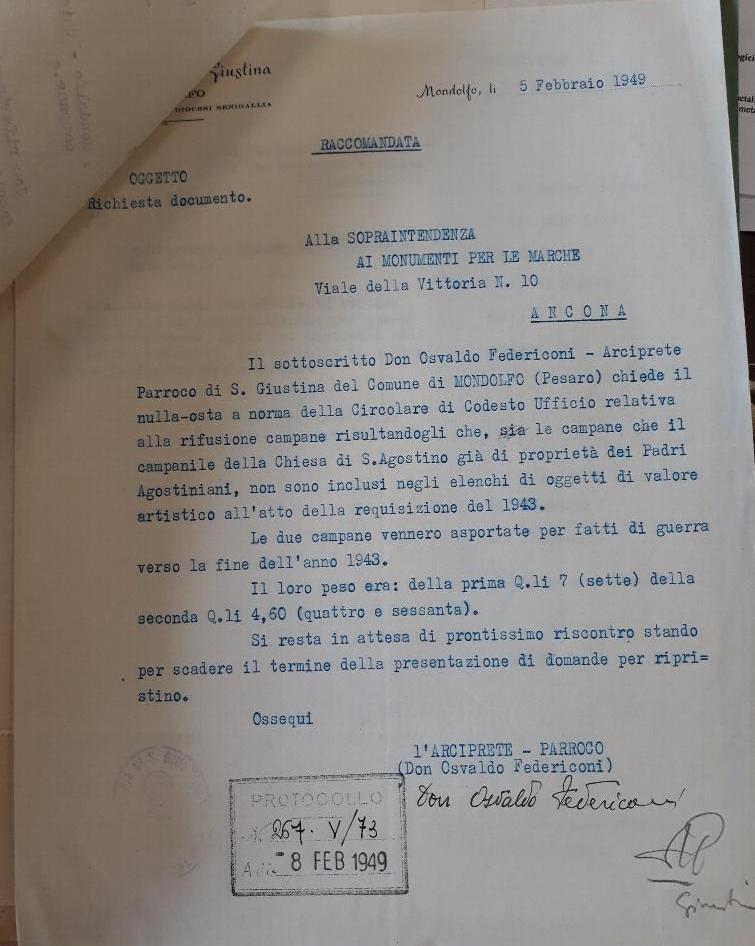 Giustina
DIOCESI SENIGALLIA
Mondolfo, li 5 Febbraio 1949
RACCOMANDATA
OGGETTO
Richiesta documento.
Alla SOPRAINTENDENZA
AI MONUMENTI PER LE MARCHE
Viale della Vittoria N. 10
A N C O N A
Il sottoscritto Don Osvaldo Federiconi - Arciprete
Parroco di S. Giustina del Comune di MONDOLFO (Pesaro) chiede il
nulla-osta a norma della Circolare di Codesto Ufficio relativa
alla rifusione campane risultandogli che, sia le campane che il
campanile della Chiesa di S.Agostino già di proprietà dei Padri
Agostiniani, non sono inclusi negli elenchi di oggetti di valore
artistico all'atto della requisizione del 1943.
Le due campane vennero asportate per fatti di guerra
verso la fine dell'anno 1943.
Il loro peso era: della prima Q.li 7 (sette) della
seconda Q.li 4,60 (quattro e sessanta).
Si resta in attesa di prontissimo riscontro stando
per scadere il termine della presentazione di domande per ripri=
stino.
Ossequi
l'ARCIPRETE - PARROCO
(Don Osvaldo Federiconi)
Don Osvaldo Federiconi
PROTOCOLLO
N. 267. V/73
8 FEB 1949